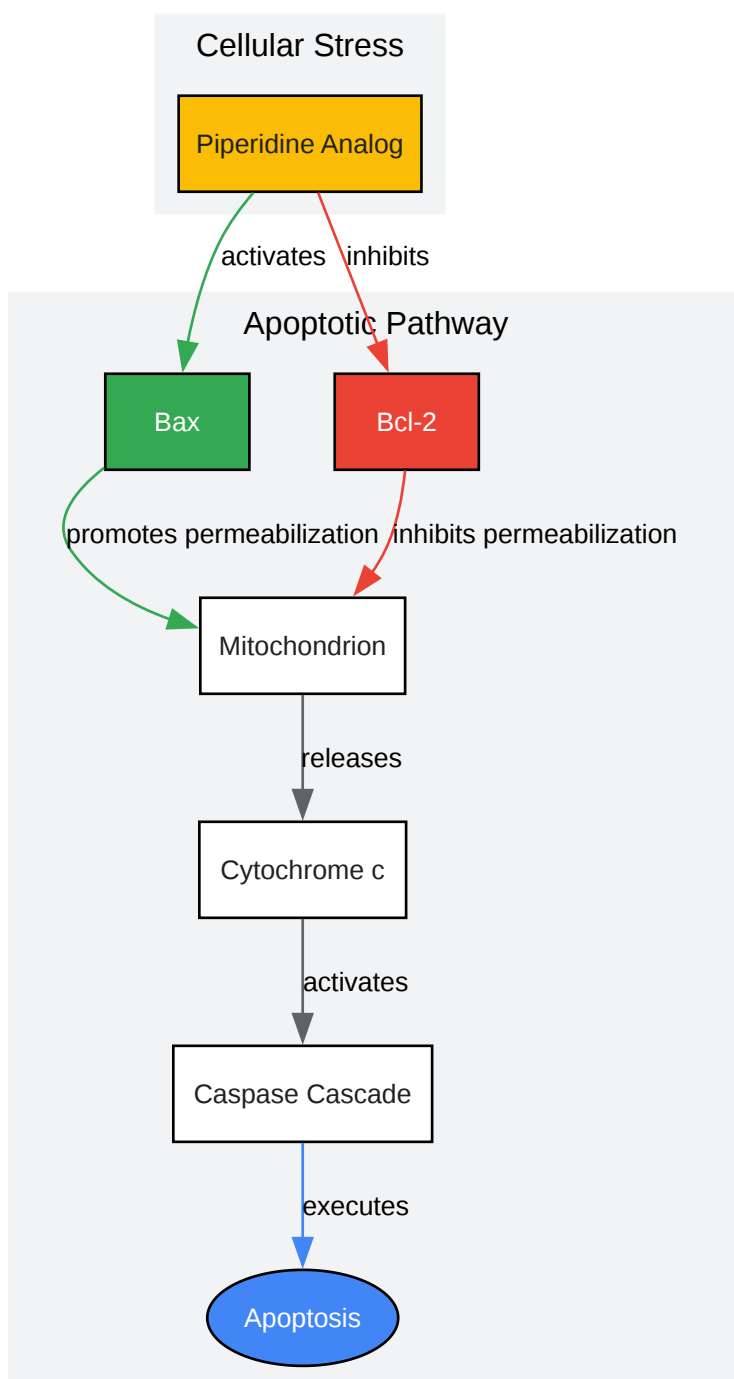 Cellular Stress
Piperidine Analog
activates
inhibits
Apoptotic Pathway
Bax
Bcl-2
promotes permeabilization
inhibits permeabilization
Mitochondrion
releases
Cytochrome c
activates
Caspase Cascade
executes
Apoptosis